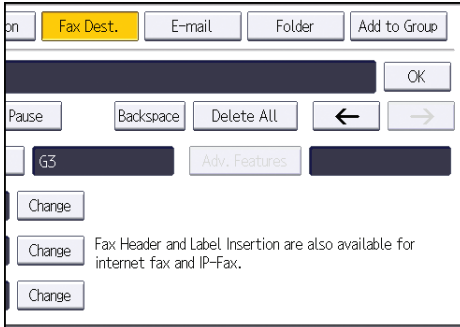 on Fax Dest. E-mail Folder Add to Group
OK
Pause Backspace Delete All ← →
G3 Adv. Features
Change
Change Fax Header and Label Insertion are also available for
internet fax and IP-Fax.
Change